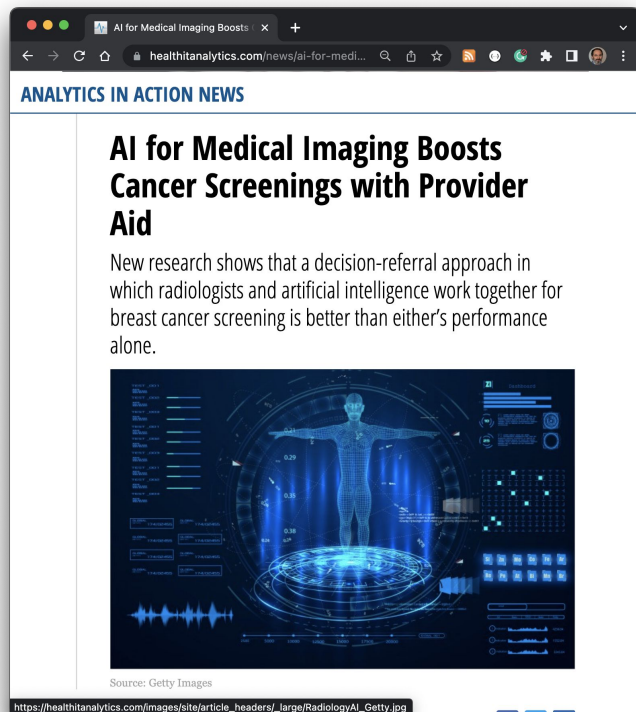 AI for Medical Imaging Boosts
healthitanalytics.com/news/ai-for-medi...
ANALYTICS IN ACTION NEWS
AI for Medical Imaging Boosts
Cancer Screenings with Provider
Aid
New research shows that a decision-referral approach in
which radiologists and artificial intelligence work together for
breast cancer screening is better than either’s performance
alone.
Dashboard
0.29
0.35
0.38
Source: Getty Images
https://healthitanalytics.com/images/site/article_headers/_large/RadiologyAI_Getty.jpg